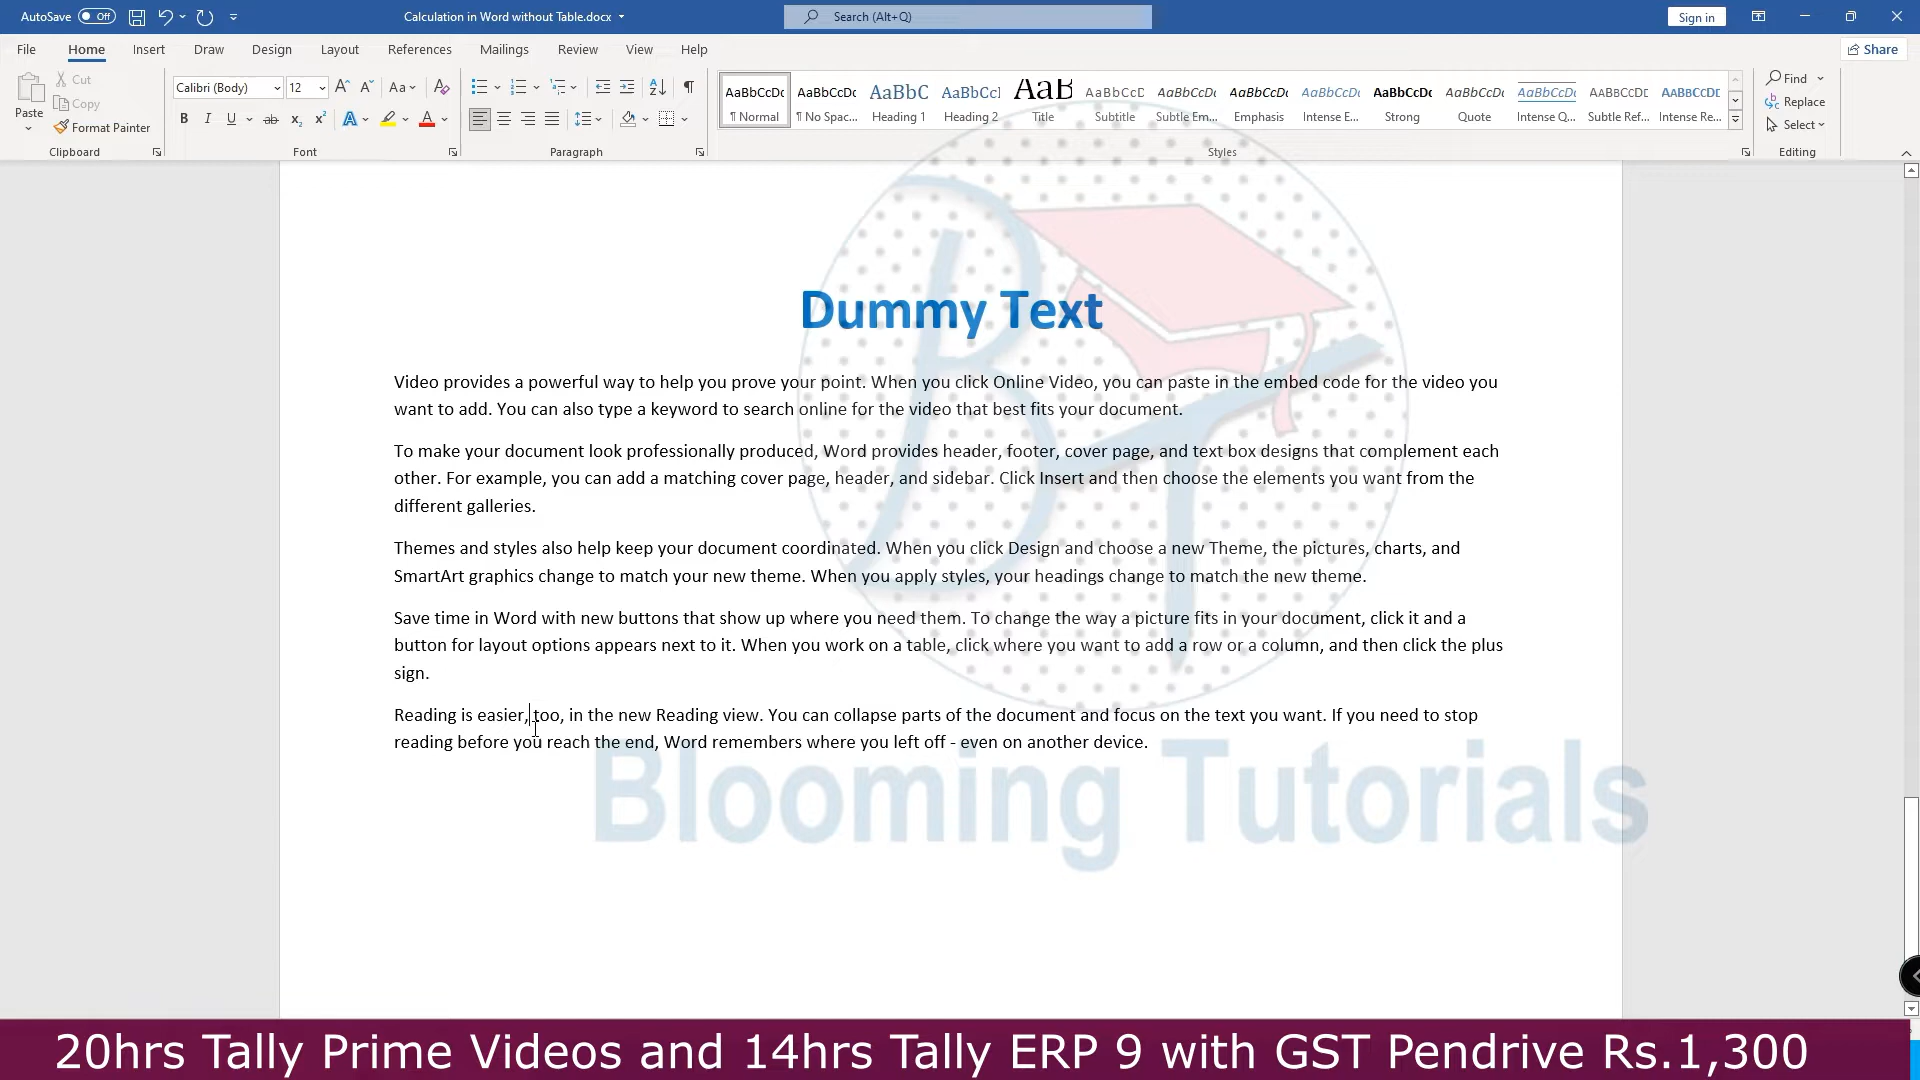 AutoSave Off Calculation in Word without Table.docx Search (Alt+Q) Sign in
File Home Insert Draw Design Layout References Mailings Review View Help Share
Paste Cut Copy Format Painter
Calibri (Body) 12
AaBbCcDc AaBbCcDc AaBbC AaBbCcI AaB AaBbCcD AaBbCcDc AaBbCcDc AaBbCcDc AaBbCcDc AaBbCcDc AaBbCcDc AABBCCDE AABBCCDE
¶ Normal ¶ No Spac... Heading 1 Heading 2 Title Subtitle Subtle Em... Emphasis Intense E... Strong Quote Intense Q... Subtle Ref... Intense Re...
Find
Replace
Select
Clipboard Font Paragraph Styles Editing
Dummy Text
Video provides a powerful way to help you prove your point. When you click Online Video, you can paste in the embed code for the video you
want to add. You can also type a keyword to search online for the video that best fits your document.
To make your document look professionally produced, Word provides header, footer, cover page, and text box designs that complement each
other. For example, you can add a matching cover page, header, and sidebar. Click Insert and then choose the elements you want from the
different galleries.
Themes and styles also help keep your document coordinated. When you click Design and choose a new Theme, the pictures, charts, and
SmartArt graphics change to match your new theme. When you apply styles, your headings change to match the new theme.
Save time in Word with new buttons that show up where you need them. To change the way a picture fits in your document, click it and a
button for layout options appears next to it. When you work on a table, click where you want to add a row or a column, and then click the plus
sign.
Reading is easier, too, in the new Reading view. You can collapse parts of the document and focus on the text you want. If you need to stop
reading before you reach the end, Word remembers where you left off - even on another device.
BT
Blooming Tutorials
20hrs Tally Prime Videos and 14hrs Tally ERP 9 with GST Pendrive Rs.1,300